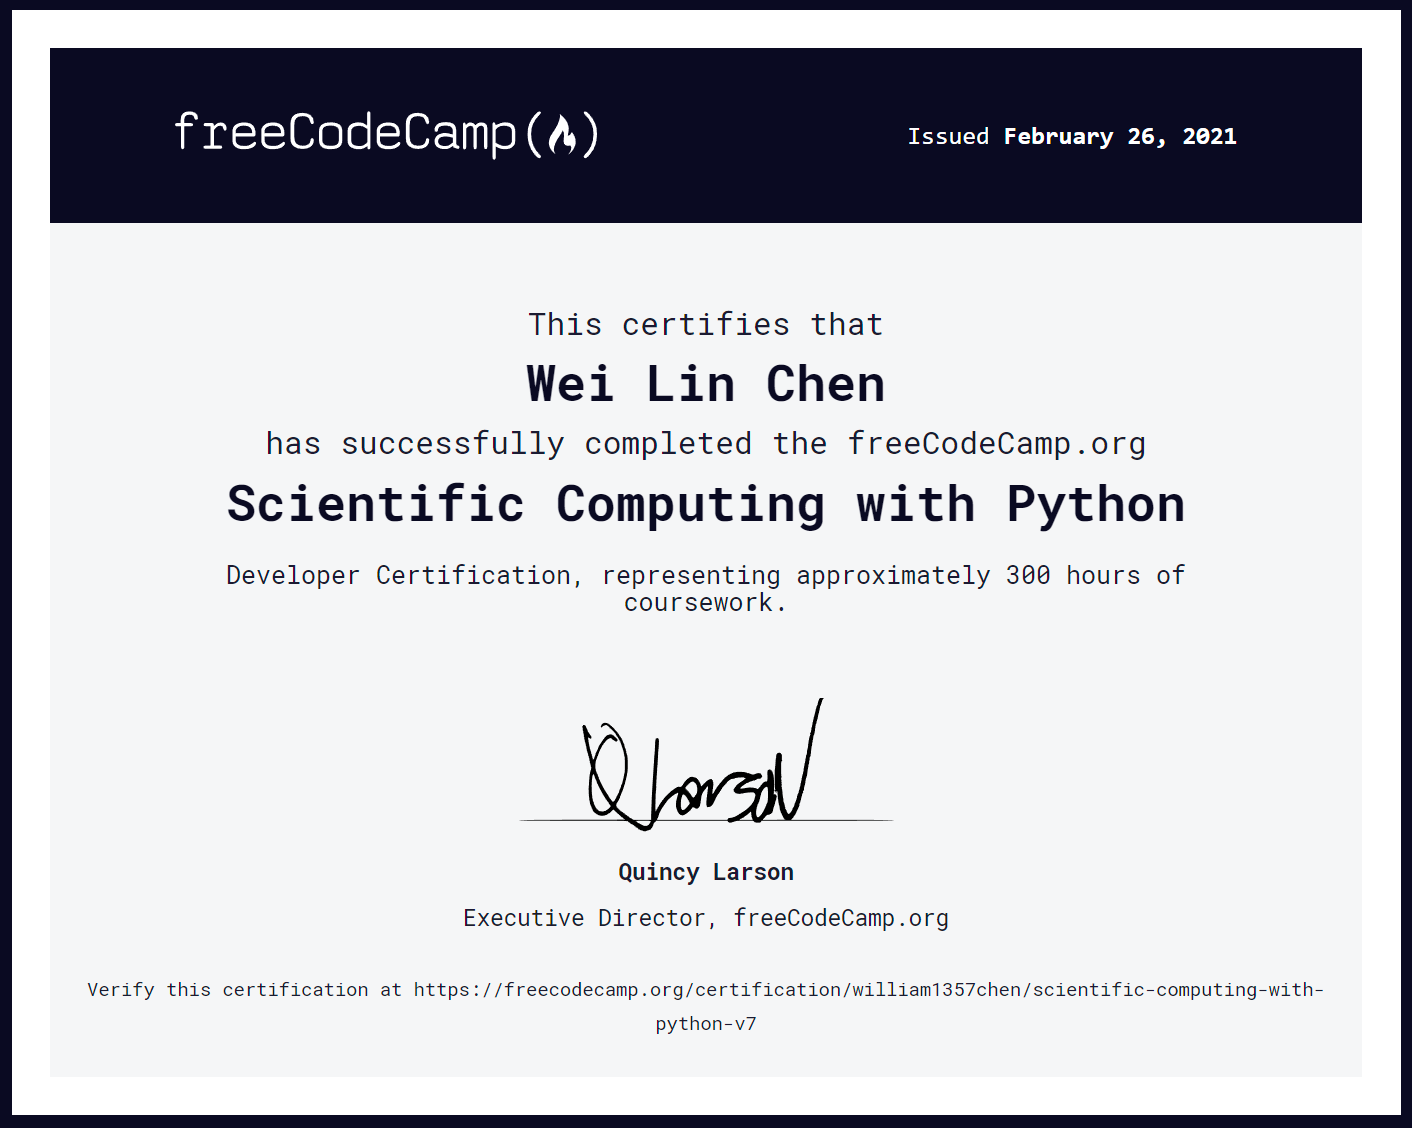 freeCodeCamp(🔥)
Issued February 26, 2021
This certifies that
Wei Lin Chen
has successfully completed the freeCodeCamp.org
Scientific Computing with Python
Developer Certification, representing approximately 300 hours of
coursework.
Q Larson
Quincy Larson
Executive Director, freeCodeCamp.org
Verify this certification at https://freecodecamp.org/certification/william1357chen/scientific-computing-with-
python-v7